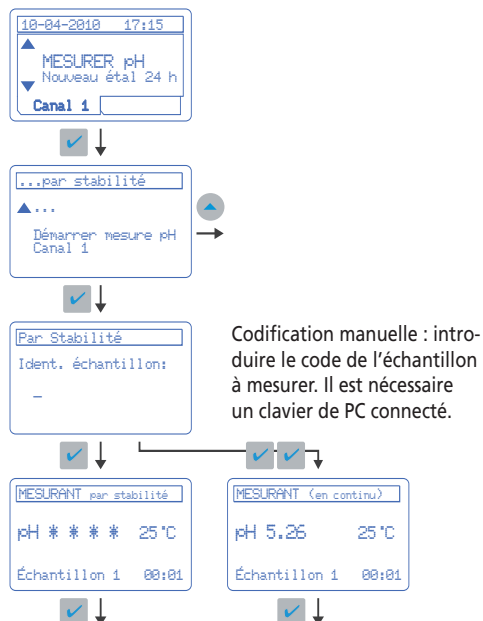 10-04-2010 17:15
MESURER pH
Nouveau étal 24 h
Canal 1
...par stabilité
...
Démarrer mesure pH
Canal 1
Par Stabilité
Ident. échantillon:
_
Codification manuelle : intro-
duire le code de l'échantillon
à mesurer. Il est nécessaire
un clavier de PC connecté.
MESURANT par stabilité
pH * * * * 25°C
Échantillon 1 00:01
MESURANT (en continu)
pH 5.26 25°C
Échantillon 1 00:01